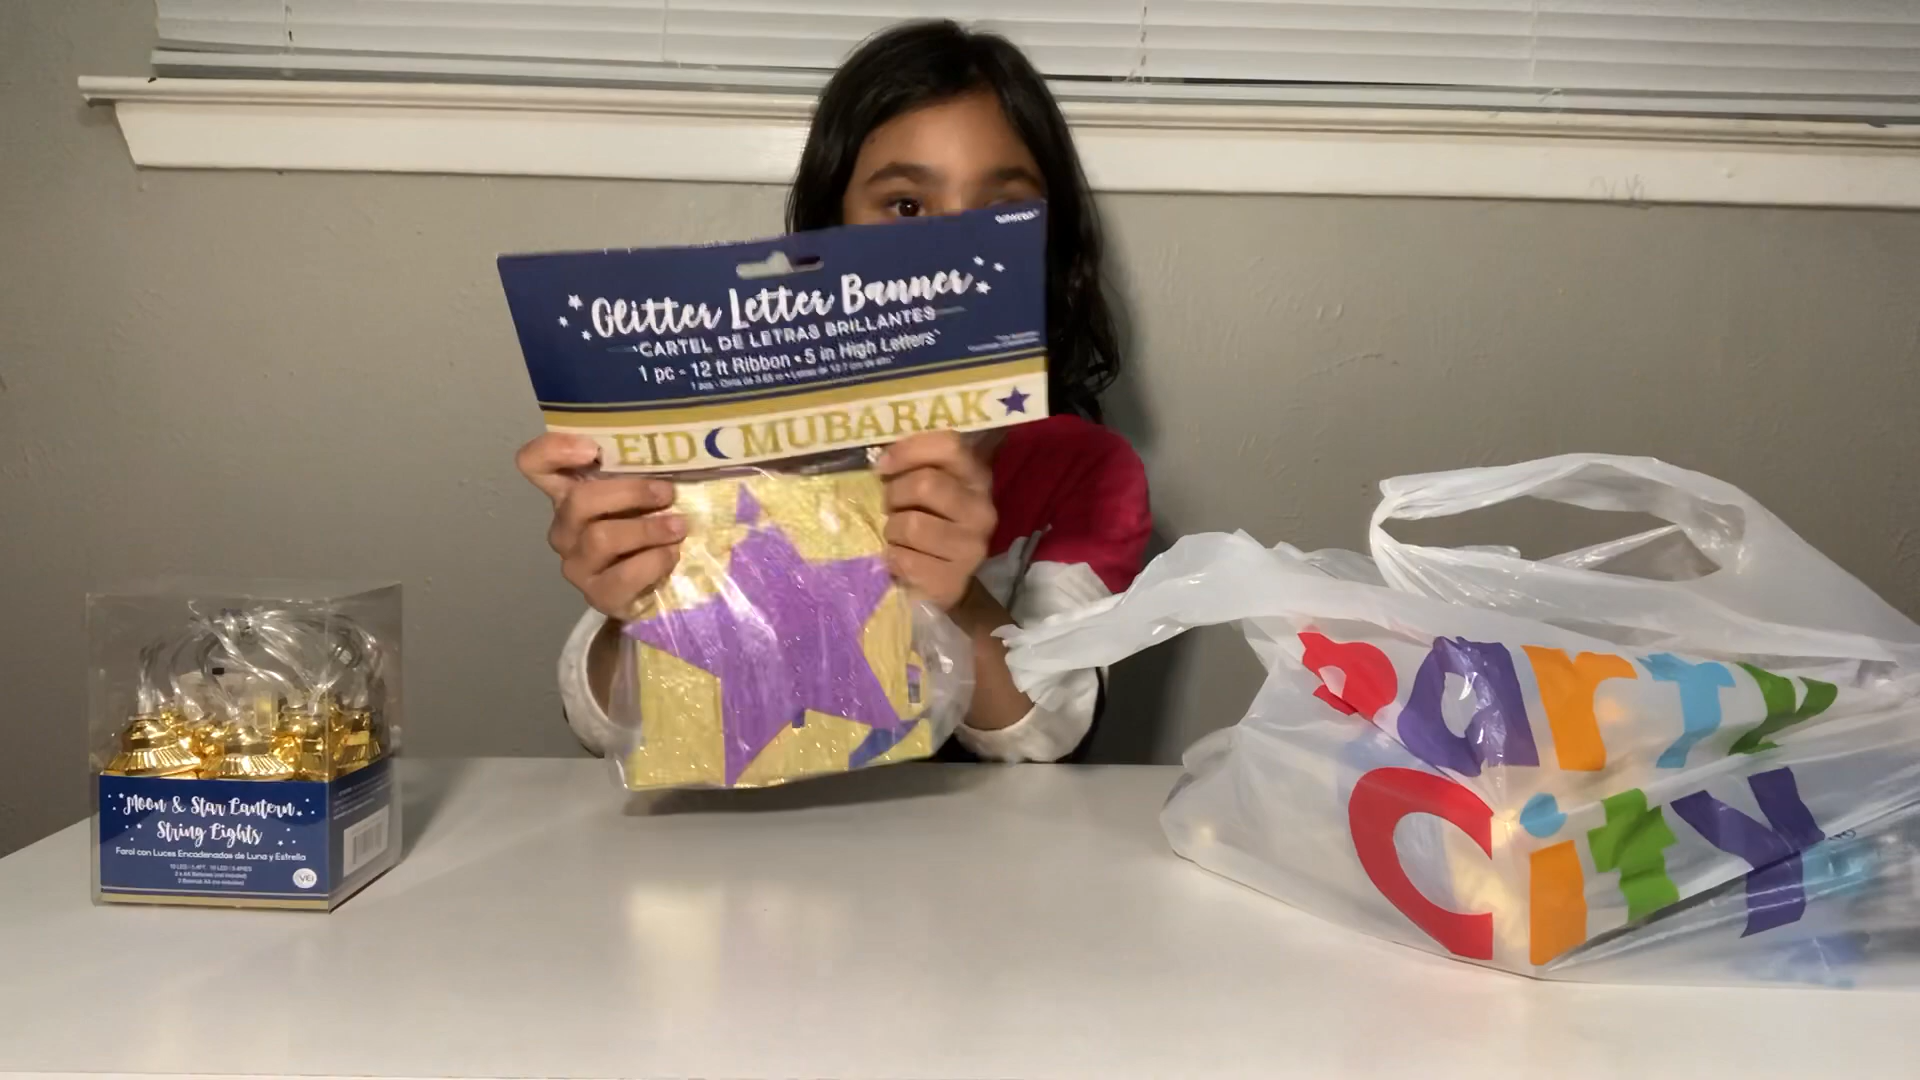 amscan
Glitter Letter Banner
CARTEL DE LETRAS BRILLANTES
1 pc - 12 ft Ribbon • 5 in High Letters
EID MUBARAK
Moon & Star Lantern
String Lights
Farol con Luces Encadenadas de Luna y Estrella
Party
City